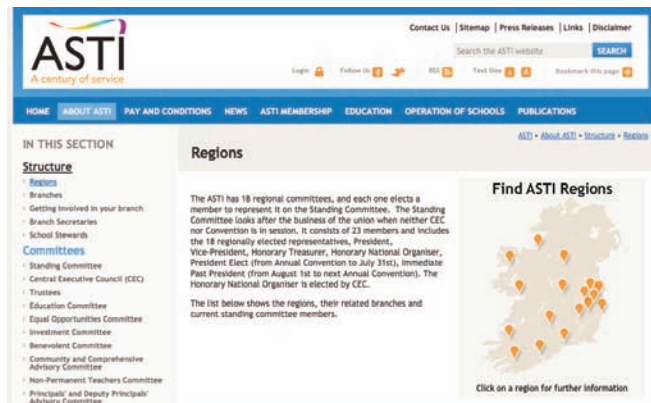 Contact Us | Sitemap | Press Releases | Links | Disclaimer
ASTI
A century of service
Search the ASTI website SEARCH
Login Follow Us RSS Text Size Bookmark this page
HOME ABOUT ASTI PAY AND CONDITIONS NEWS ASTI MEMBERSHIP EDUCATION OPERATION OF SCHOOLS PUBLICATIONS
ASTI • About ASTI • Structure • Regions
IN THIS SECTION
Structure
Regions
Branches
Getting involved in your branch
Branch Secretaries
School Stewards
Committees
Standing Committee
Central Executive Council (CEC)
Trustees
Education Committee
Equal Opportunities Committee
Investment Committee
Benevolent Committee
Community and Comprehensive
Advisory Committee
Non-Permanent Teachers Committee
Principals' and Deputy Principals'
Advisory Committee
Regions
The ASTI has 18 regional committees, and each one elects a
member to represent it on the Standing Committee. The Standing
Committee looks after the business of the union when neither CEC
nor Convention is in session. It consists of 23 members and includes
the 18 regionally elected representatives, President,
Vice-President, Honorary Treasurer, Honorary National Organiser,
President Elect (from Annual Convention to July 31st), Immediate
Past President (from August 1st to next Annual Convention). The
Honorary National Organiser is elected by CEC.
The list below shows the regions, their related branches and
current standing committee members.
Find ASTI Regions
Click on a region for further information